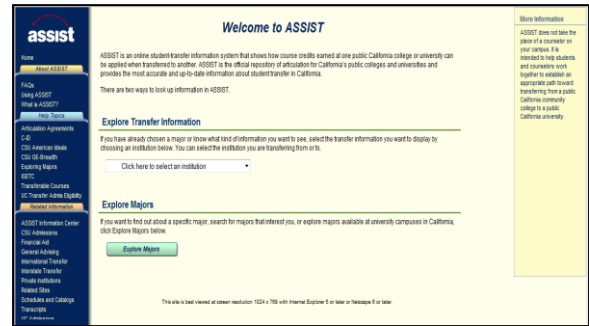 assist
Home
About ASSIST
FAQs
Using ASSIST
What is ASSIST?
Help Topics
Articulation Agreements
C-ID
CSU American Ideals
CSU GE-Breadth
Exploring Majors
IGETC
Transferable Courses
UC Transfer Admis Eligibility
Related Information
ASSIST Information Center
CSU Admissions
Financial Aid
General Advising
International Transfer
Interstate Transfer
Private Institutions
Related Sites
Schedules and Catalogs
Transcripts
UC Admissions
Welcome to ASSIST
ASSIST is an online student-transfer information system that shows how course credits earned at one public California college or university can
be applied when transferred to another. ASSIST is the official repository of articulation for California's public colleges and universities and
provides the most accurate and up-to-date information about student transfer in California.
There are two ways to look up information in ASSIST.
Explore Transfer Information
If you have already chosen a major or know what kind of information you want to see, select the transfer information you want to display by
choosing an institution below. You can select the institution you are transferring from or to.
Click here to select an institution
Explore Majors
If you want to find out about a specific major, search for majors that interest you, or explore majors available at university campuses in California,
click Explore Majors below.
Explore Majors
This site is best viewed at screen resolution 1024 x 768 with Internet Explorer 5 or later or Netscape 6 or later.
More Information
ASSIST does not take the
place of a counselor on
your campus. It is
intended to help students
and counselors work
together to establish an
appropriate path toward
transferring from a public
California community
college to a public
California university.